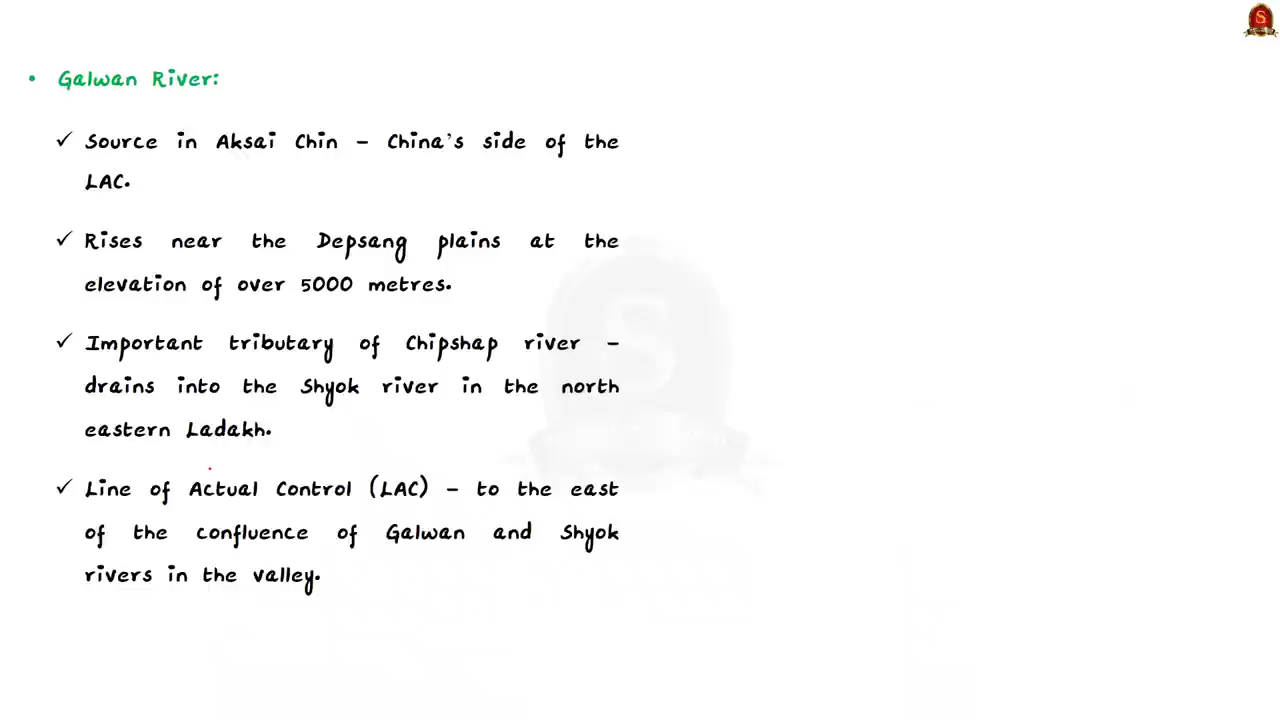 • Galwan River:
✓ Source in Aksai Chin – China's side of the
LAC.
✓ Rises near the Depsang plains at the
elevation of over 5000 metres.
✓ Important tributary of Chipshap river –
drains into the Shyok river in the north
eastern Ladakh.
✓ Line of Actual Control (LAC) – to the east
of the confluence of Galwan and Shyok
rivers in the valley.
S
S